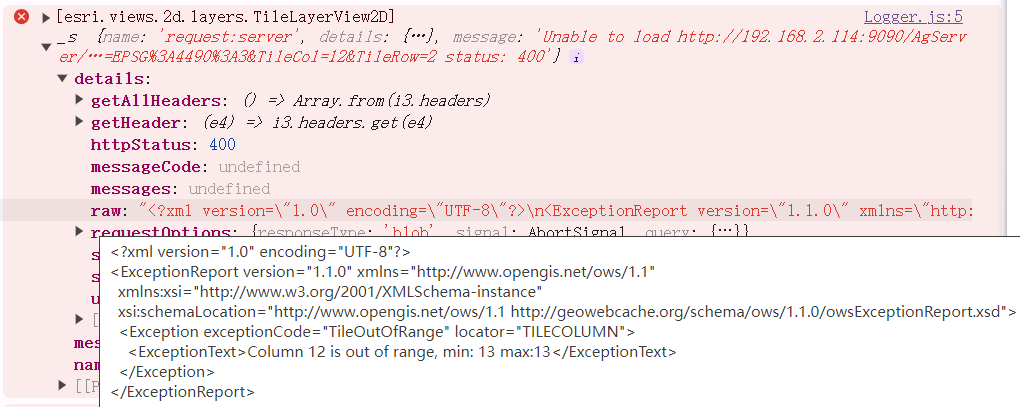 [esri.views.2d.layers.TileLayerView2D] Logger.js:5
_s {name: 'request:server', details: {…}, message: 'Unable to load http://192.168.2.114:9090/AgServ
er/…=EPSG%3A4490%3A3&TileCol=12&TileRow=2 status: 400'} i
details:
getAllHeaders: () => Array.from(i3.headers)
getHeader: (e4) => i3.headers.get(e4)
httpStatus: 400
messageCode: undefined
messages: undefined
raw: "<?xml version=\"1.0\" encoding=\"UTF-8\"?>\n<ExceptionReport version=\"1.1.0\" xmlns=\"http:
requestOptions: {responseType: 'blob', signal: AbortSignal, query: {…}}
<?xml version="1.0" encoding="UTF-8"?>
<ExceptionReport version="1.1.0" xmlns="http://www.opengis.net/ows/1.1"
xmlns:xsi="http://www.w3.org/2001/XMLSchema-instance"
xsi:schemaLocation="http://www.opengis.net/ows/1.1 http://geowebcache.org/schema/ows/1.1.0/owsExceptionReport.xsd">
<Exception exceptionCode="TileOutOfRange" locator="TILECOLUMN">
<ExceptionText>Column 12 is out of range, min: 13 max:13</ExceptionText>
</Exception>
</ExceptionReport>
s
s
u
[
mes
nam
[[P